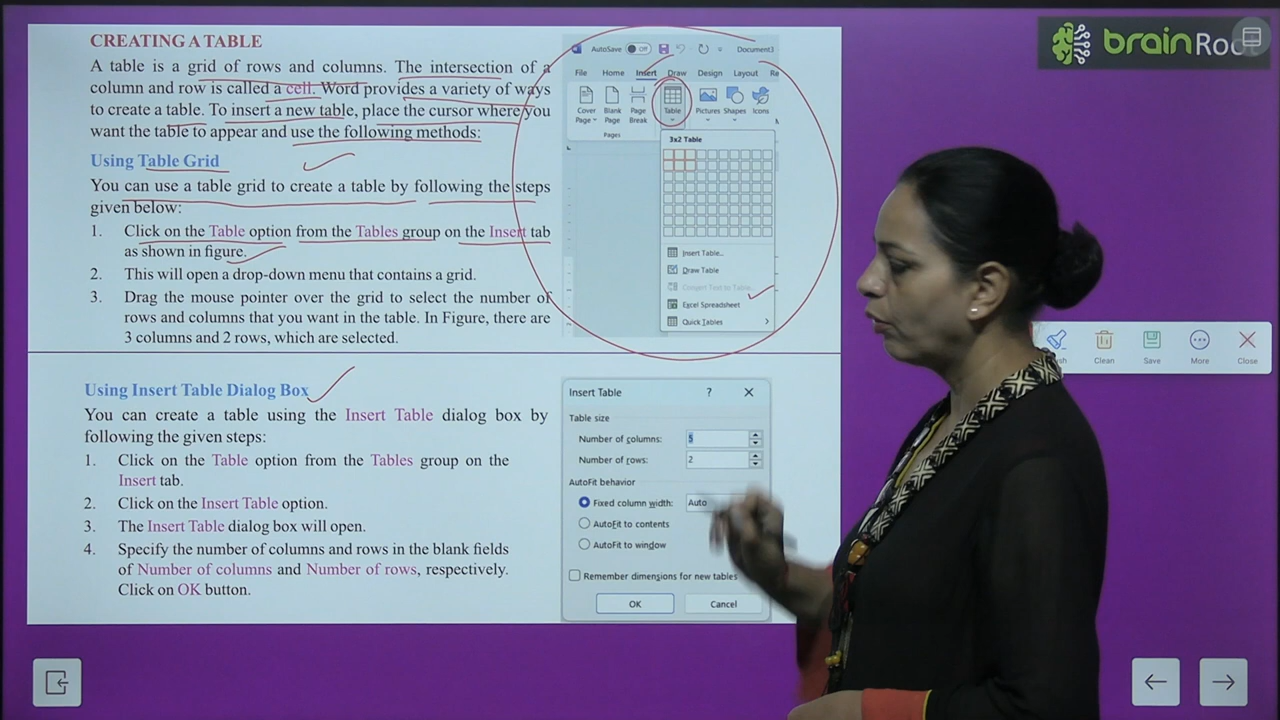 CREATING A TABLE
A table is a grid of rows and columns. The intersection of a
column and row is called a cell. Word provides a variety of ways
to create a table. To insert a new table, place the cursor where you
want the table to appear and use the following methods:
Using Table Grid
You can use a table grid to create a table by following the steps
given below:
1. Click on the Table option from the Tables group on the Insert tab
as shown in figure.
2. This will open a drop-down menu that contains a grid.
3. Drag the mouse pointer over the grid to select the number of
rows and columns that you want in the table. In Figure, there are
3 columns and 2 rows, which are selected.
AutoSave Off Document3
File Home Insert Draw Design Layout Re
Cover Page Blank Page Page Break Table Pictures Shapes Icons
Pages
3x2 Table
Insert Table...
Draw Table
Convert Text to Table...
Excel Spreadsheet
Quick Tables
brainRoo
Clean Save More Close
Using Insert Table Dialog Box
You can create a table using the Insert Table dialog box by
following the given steps:
1. Click on the Table option from the Tables group on the
Insert tab.
2. Click on the Insert Table option.
3. The Insert Table dialog box will open.
4. Specify the number of columns and rows in the blank fields
of Number of columns and Number of rows, respectively.
Click on OK button.
Insert Table ?
Table size
Number of columns: 5
Number of rows: 2
AutoFit behavior
Fixed column width: Auto
AutoFit to contents
AutoFit to window
Remember dimensions for new tables
OK Cancel